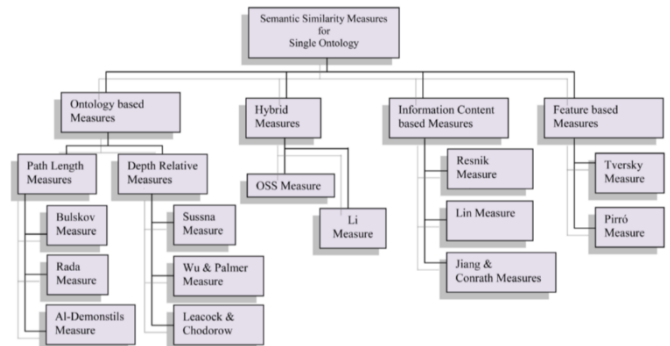 Semantic Similarity Measures
for
Single Ontology
Ontology based
Measures
Hybrid
Measures
Information Content
based Measures
Feature based
Measures
Path Length
Measures
Depth Relative
Measures
OSS Measure
Li
Measure
Resnik
Measure
Lin Measure
Jiang &
Conrath Measures
Tversky
Measure
Pirró
Measure
Bulskov
Measure
Rada
Measure
Al-Demonstils
Measure
Sussna
Measure
Wu & Palmer
Measure
Leacock &
Chodorow